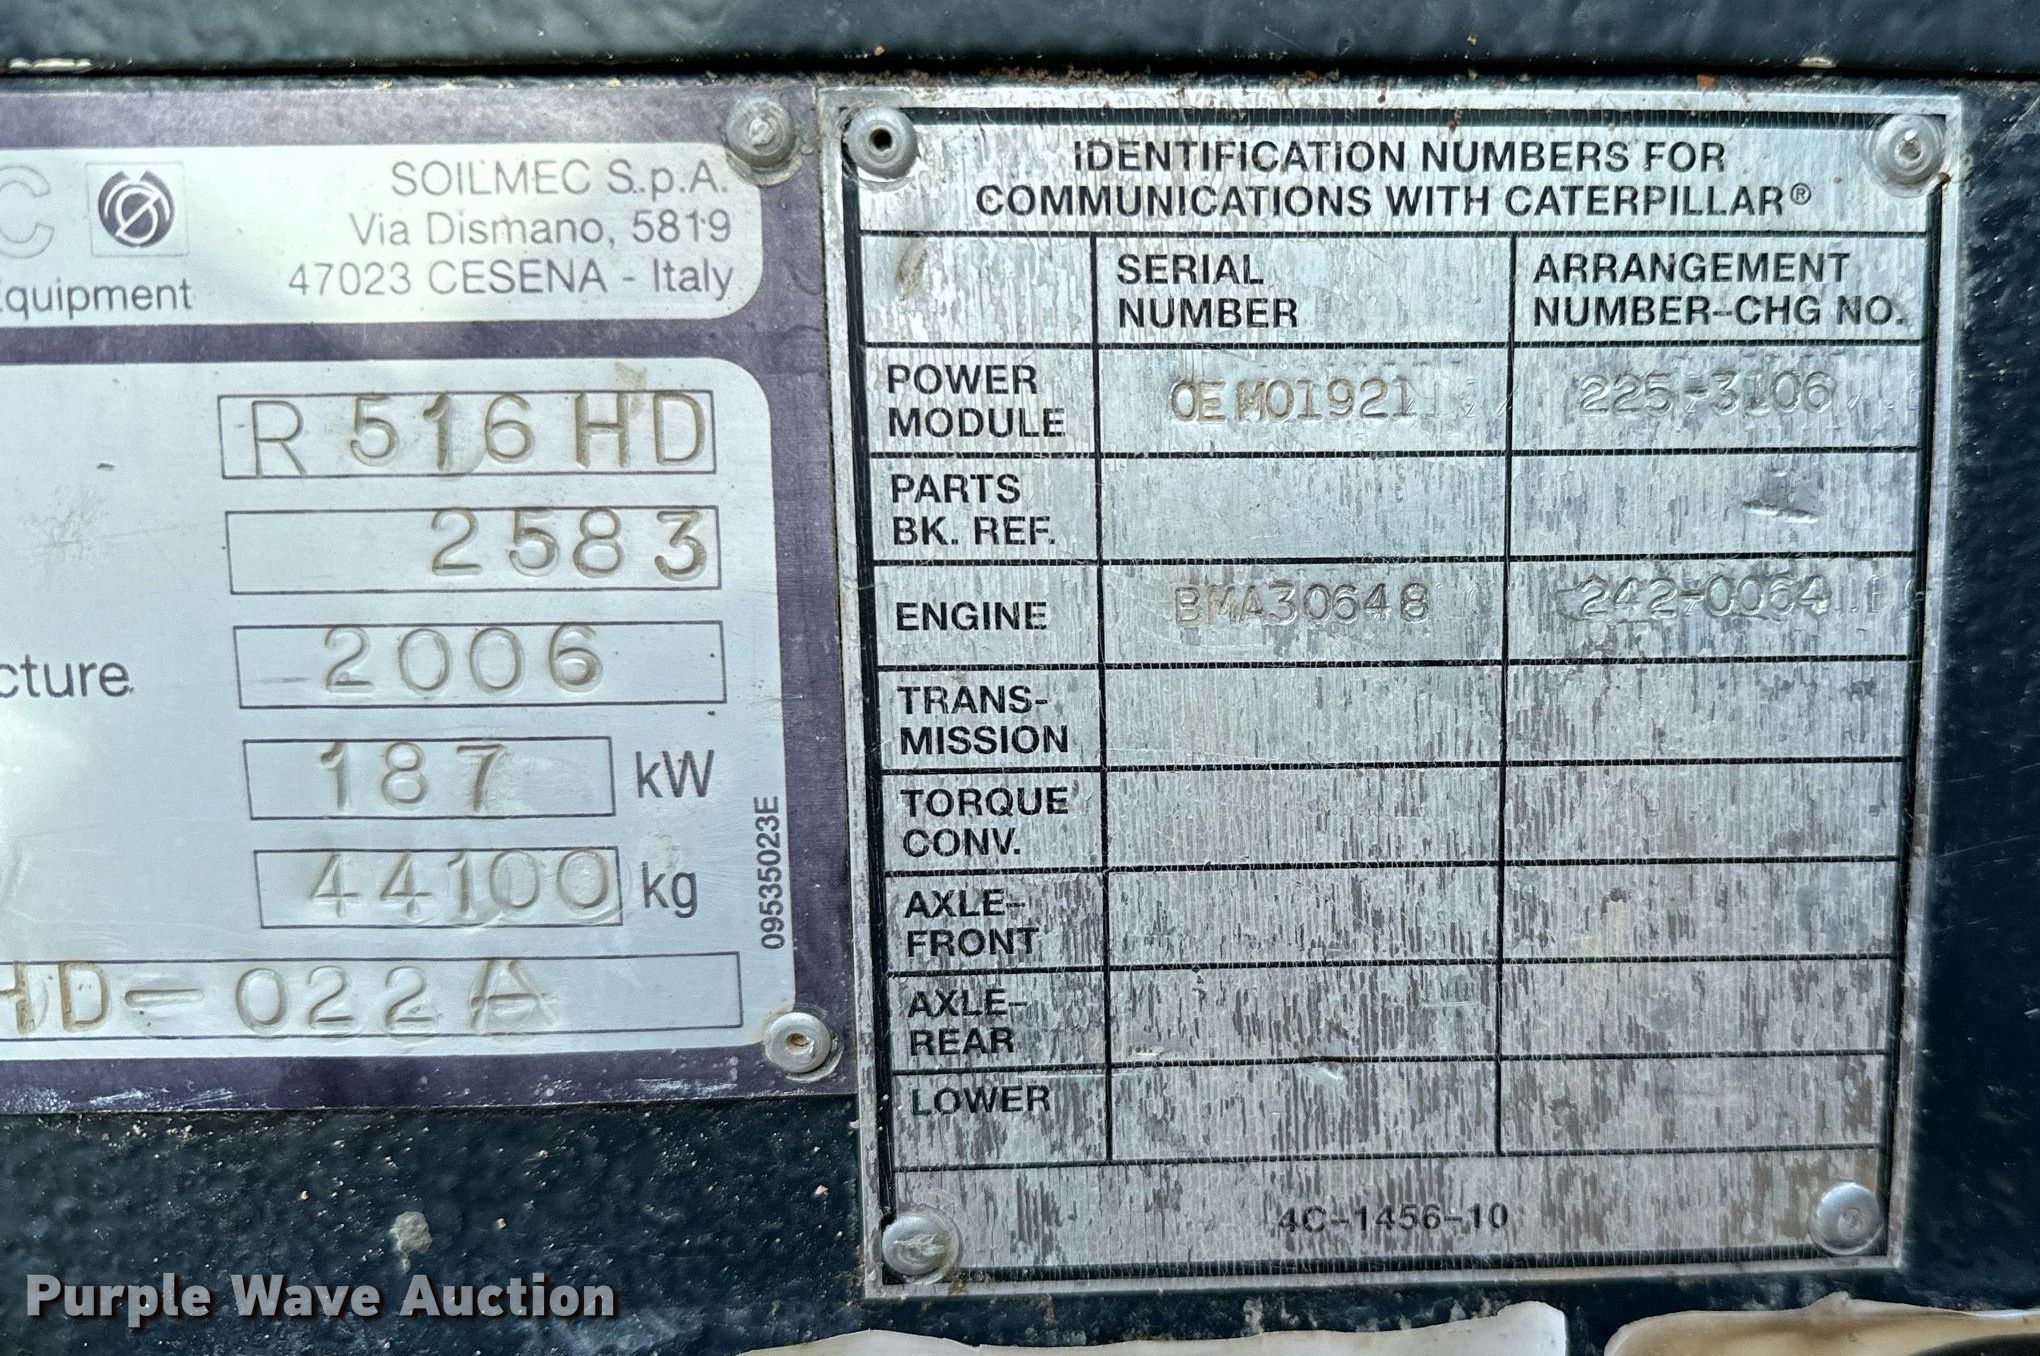 C
Equipment
SOILMEC S.p.A.
Via Dismano, 5819
47023 CESENA - Italy
R 516 HD
2583
cture
2006
187 kW
44100 kg
HD-022A
09535023E
IDENTIFICATION NUMBERS FOR
COMMUNICATIONS WITH CATERPILLAR®
SERIAL NUMBER
ARRANGEMENT NUMBER-CHG NO.
POWER MODULE OEM01921 225-3106
PARTS BK. REF.
ENGINE BMA30648 242-0064
TRANS-
MISSION
TORQUE CONV.
AXLE-
FRONT
AXLE-
REAR
LOWER
4C-1456-10
Purple Wave Auction